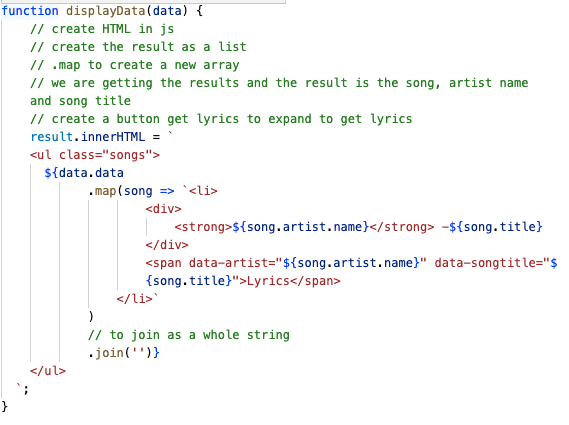 function displayData(data) {
    // create HTML in js
    // create the result as a list
    // .map to create a new array
    // we are getting the results and the result is the song, artist name
    and song title
    // create a button get lyrics to expand to get lyrics
    result.innerHTML = `
    <ul class="songs">
      ${data.data
            .map(song => `<li>
                    <div>
                        <strong>${song.artist.name}</strong> -${song.title}
                    </div>
                    <span data-artist="${song.artist.name}" data-songtitle="$
                    {song.title}">Lyrics</span>
                </li>`
            )
            // to join as a whole string
            .join('')}
    </ul>
  `;
}